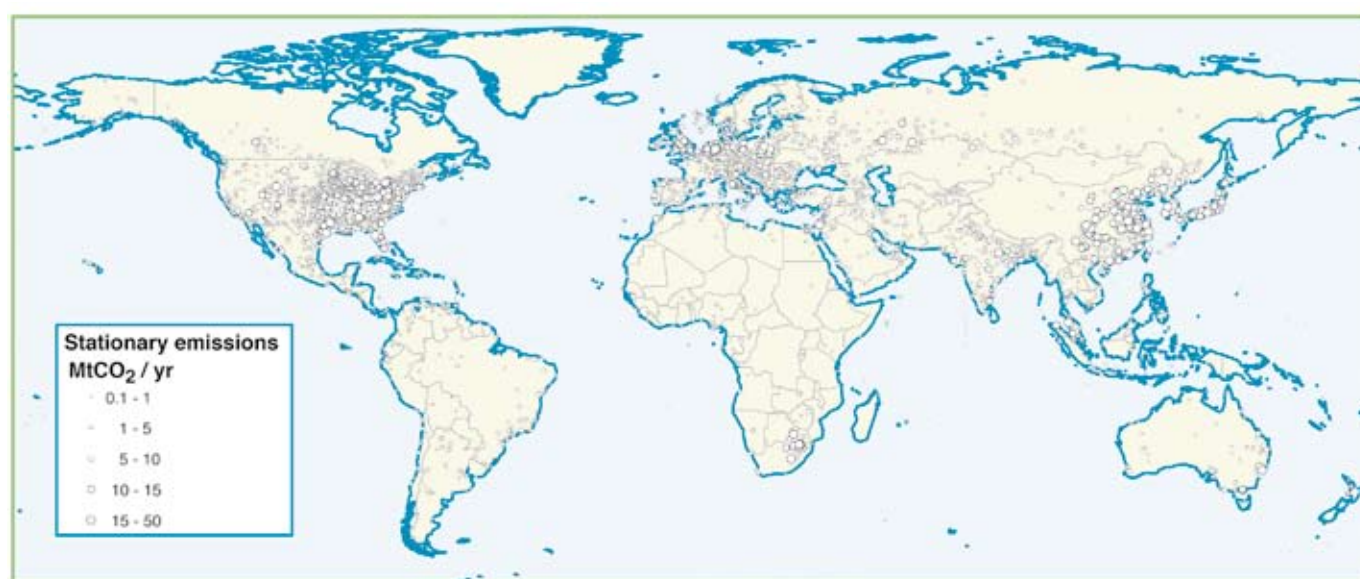 Stationary emissions
MtCO₂ / yr
0.1 - 1
1 - 5
5 - 10
10 - 15
15 - 50